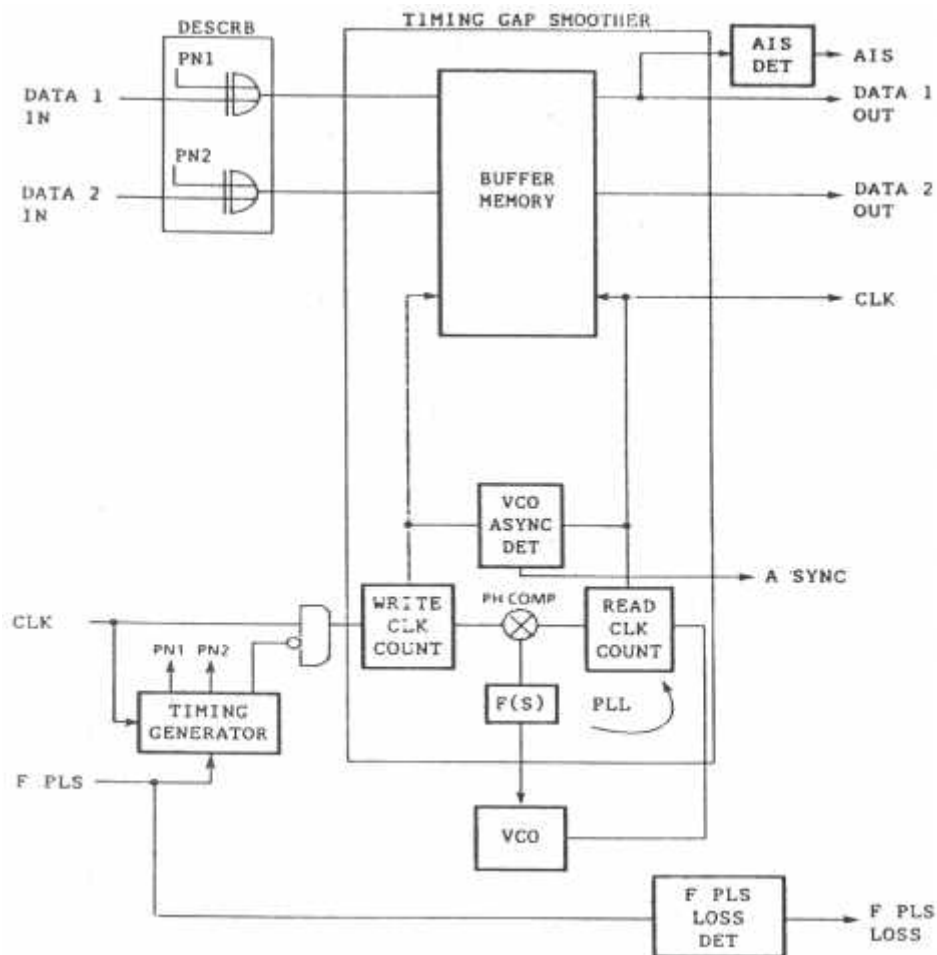 TIMING GAP SMOOTHER
DESCRB
PN1
DATA 1
IN
PN2
DATA 2
IN
BUFFER
MEMORY
AIS
DET
AIS
DATA 1
OUT
DATA 2
OUT
CLK
VCO
ASYNC
DET
A SYNC
CLK
WRITE
CLK
COUNT
PH COMP
READ
CLK
COUNT
PN1
PN2
TIMING
GENERATOR
F(S)
PLL
F PLS
VCO
F PLS
LOSS
DET
F PLS
LOSS